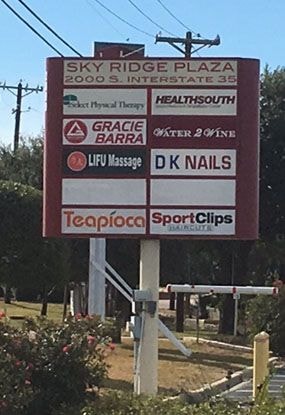 SKY RIDGE PLAZA
2000 S. INTERSTATE 35
Select Physical Therapy
HEALTHSOUTH
GRACIE BARRA
WATER 2 WINE
LIFU Massage
D K NAILS
Teapioca
SportClips
HAIRCUTS